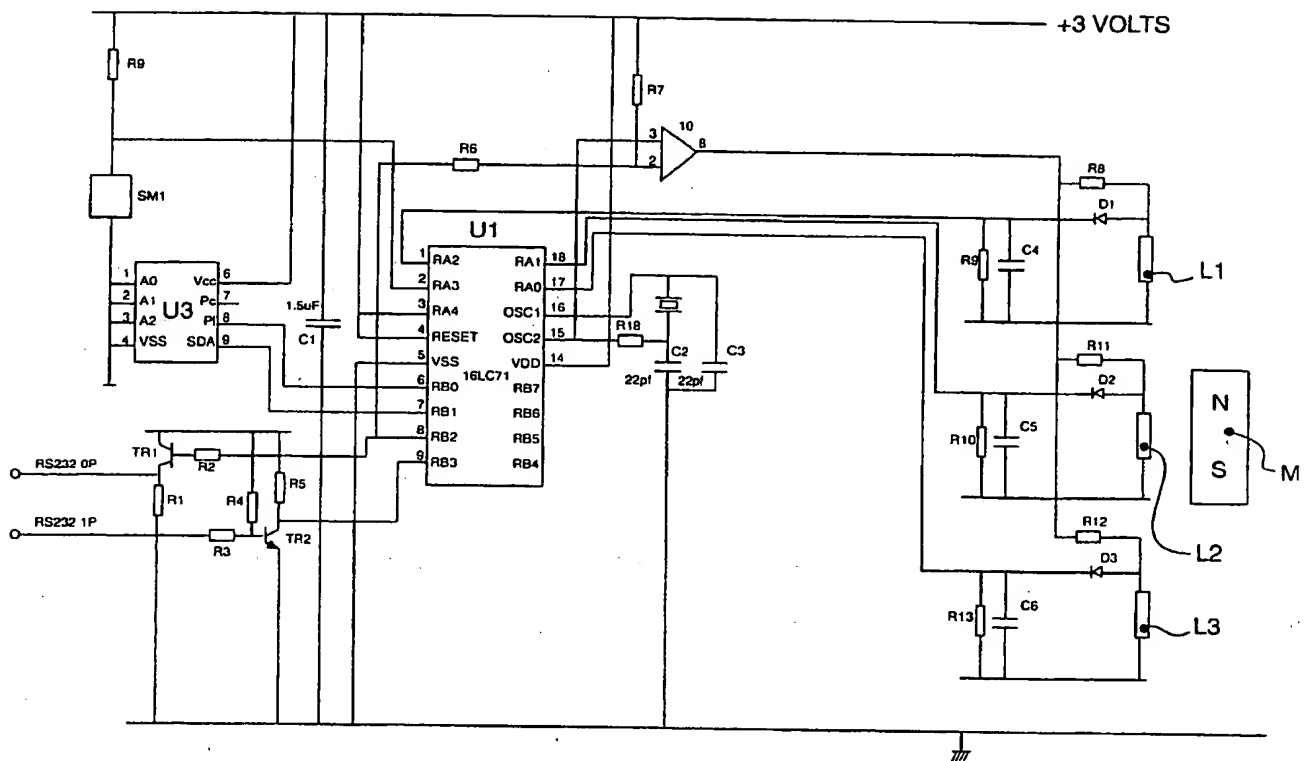 +3 VOLTS
R9
R7
10
3
8
2
R6
R8
SM1
D1
U1
1 RA2 RA1 18
2 RA3 RA0 17
3 RA4 OSC1 16
4 RESET OSC2 15
5 VSS VDD 14
16LC71
6 RB0 RB7
7 RB1 RB6
8 RB2 RB5
9 RB3 RB4
U3
1 A0 Vcc 6
2 A1 Pc 7
3 A2 PI 8
4 VSS SDA 9
1.5uF
C1
R9
C4
L1
R18
C2
C3
22pf
22pf
R11
D2
R10
C5
N
S
M
L2
TR1
R2
RS232 0P
R1
R4
R5
RS232 1P
R3
TR2
R12
D3
R13
C6
L3